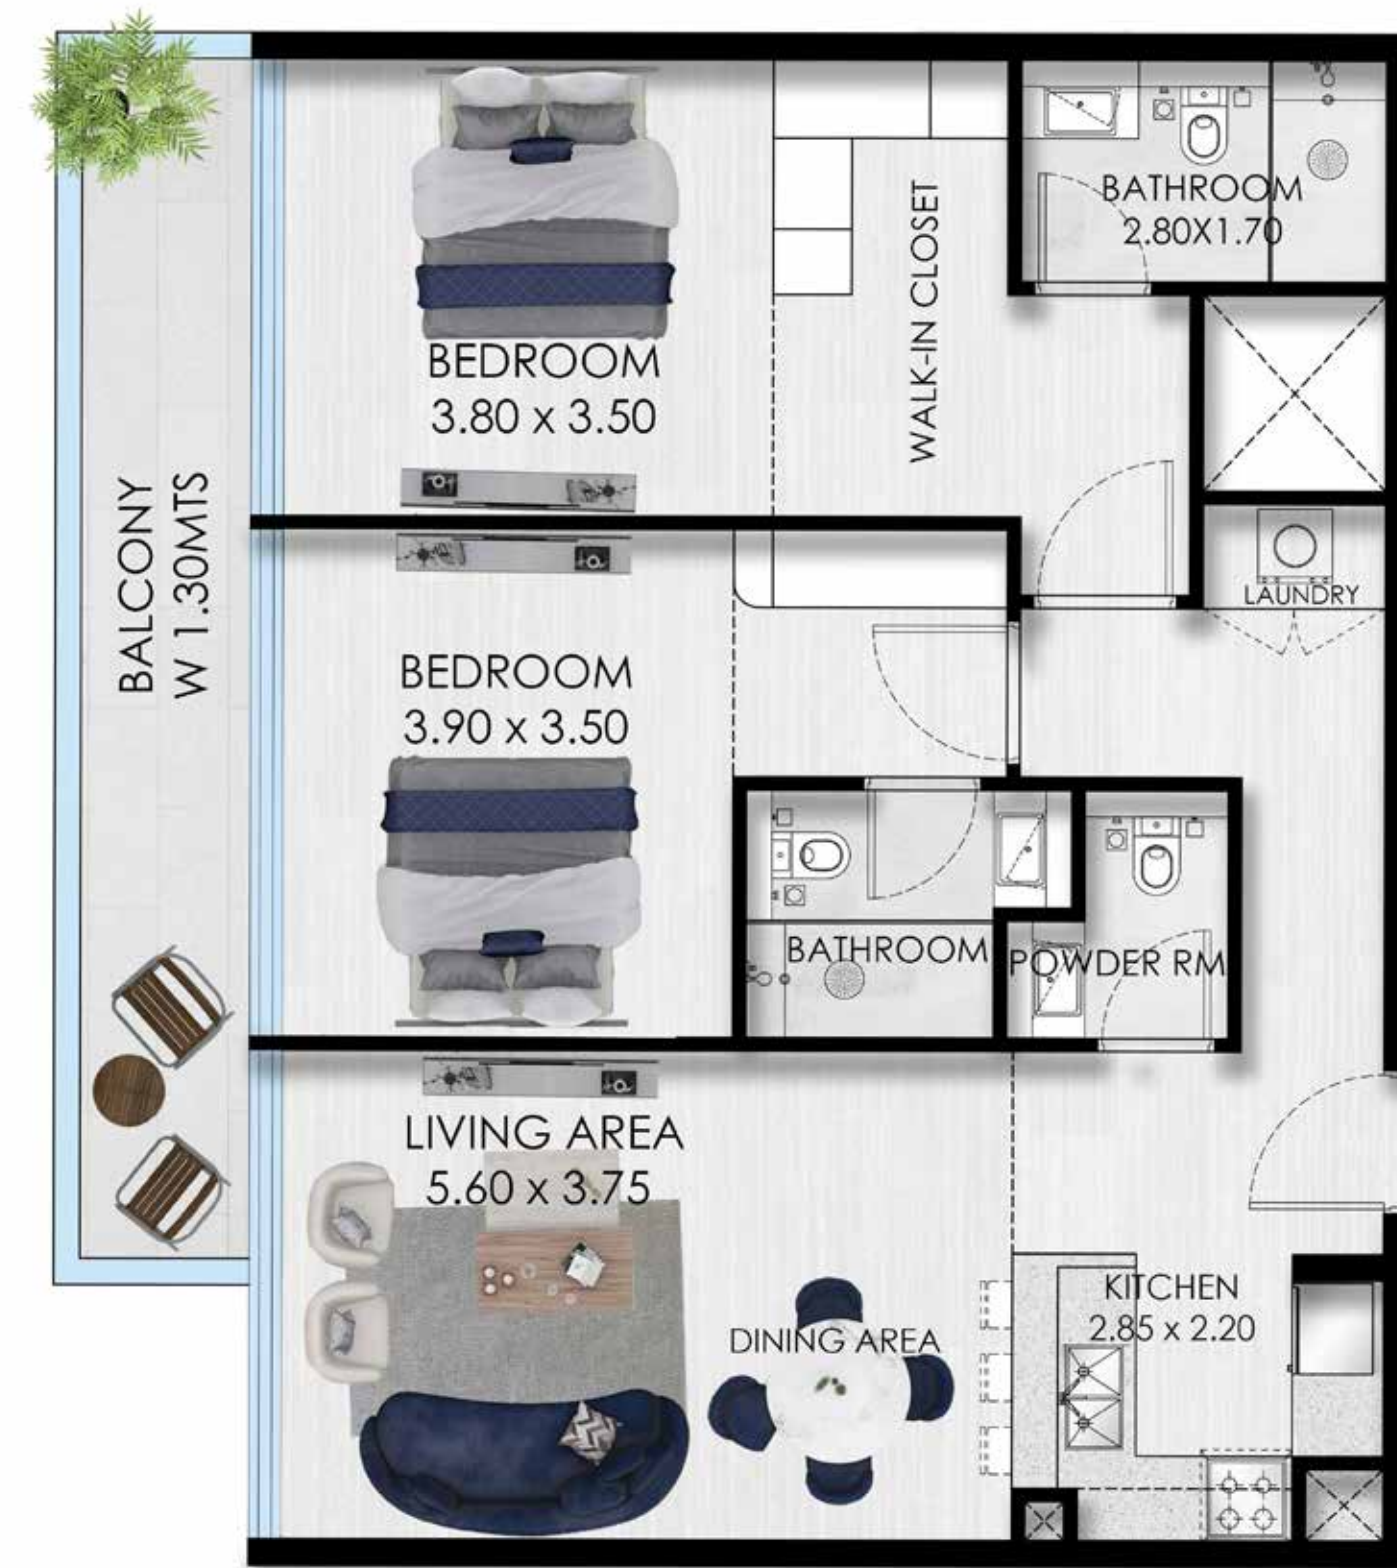 BATHROOM
2.80X1.70
WALK-IN CLOSET
BEDROOM
3.80 x 3.50
BALCONY
W 1.30MTS
LAUNDRY
BEDROOM
3.90 x 3.50
BATHROOM
POWDER RM
LIVING AREA
5.60 x 3.75
KITCHEN
2.85 x 2.20
DINING AREA